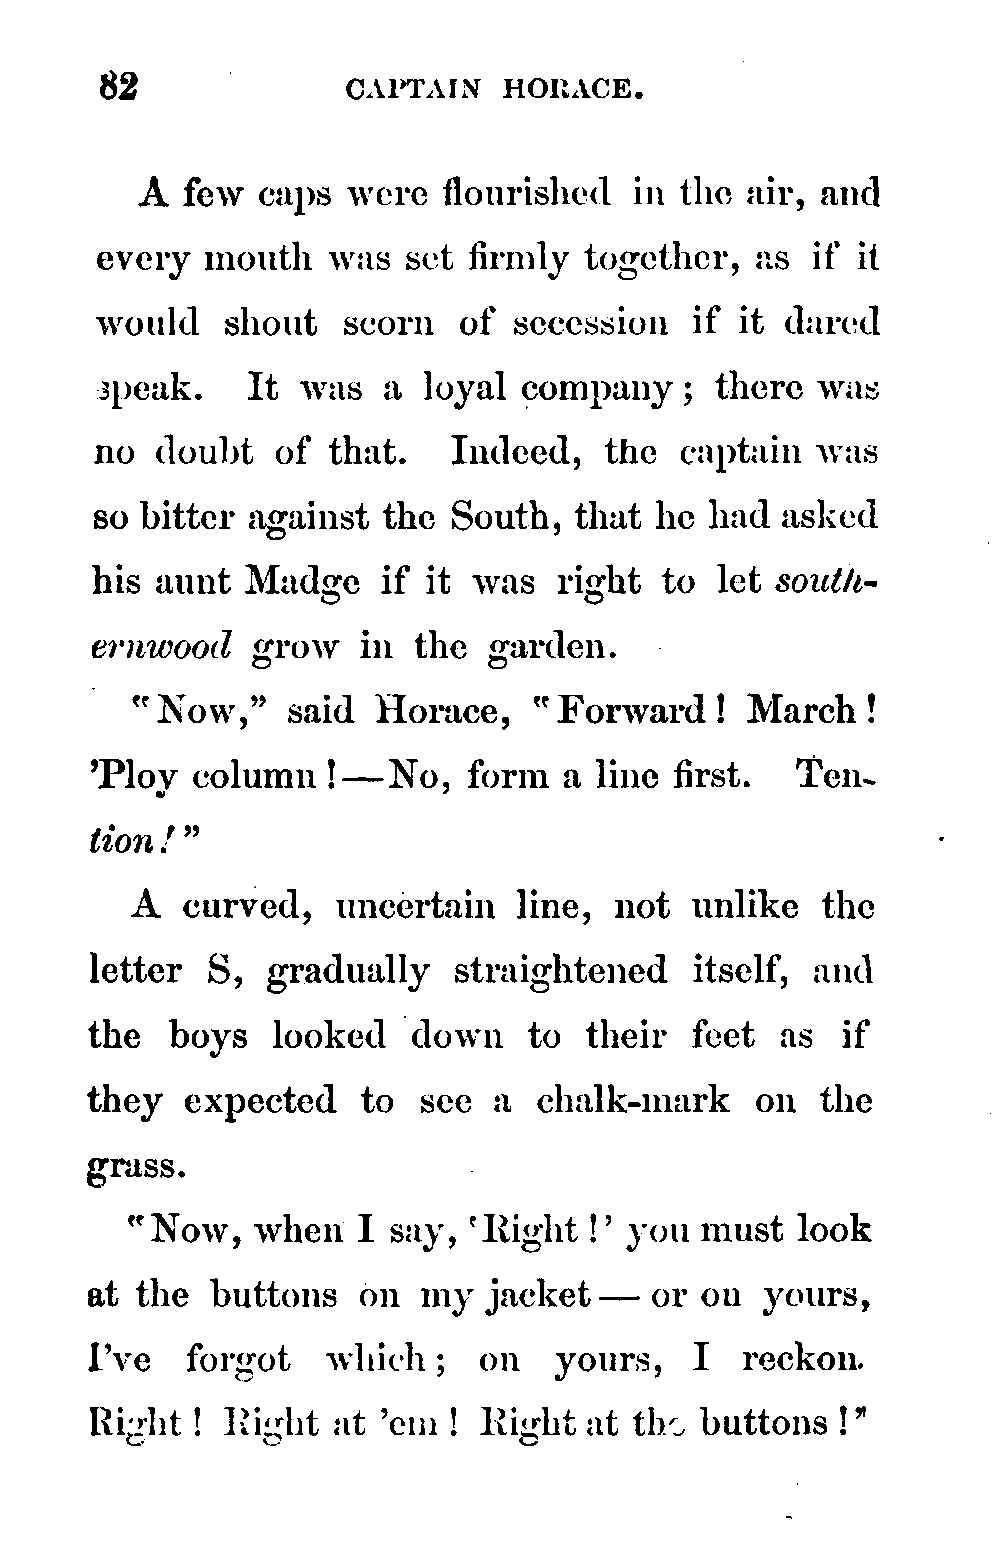 82 CAPTAIN HORACE.
A few caps were flourished in the air, and
every mouth was set firmly together, as if it
would shout scorn of secession if it dared
speak. It was a loyal company; there was
no doubt of that. Indeed, the captain was
so bitter against the South, that he had asked
his aunt Madge if it was right to let south-
ernwood grow in the garden.
"Now," said Horace, "Forward! March!
'Ploy column!—No, form a line first. Ten-
tion!"
A curved, uncertain line, not unlike the
letter S, gradually straightened itself, and
the boys looked down to their feet as if
they expected to see a chalk-mark on the
grass.
"Now, when I say, 'Right!' you must look
at the buttons on my jacket—or on yours,
I've forgot which; on yours, I reckon.
Right! Right at 'em! Right at the buttons!"